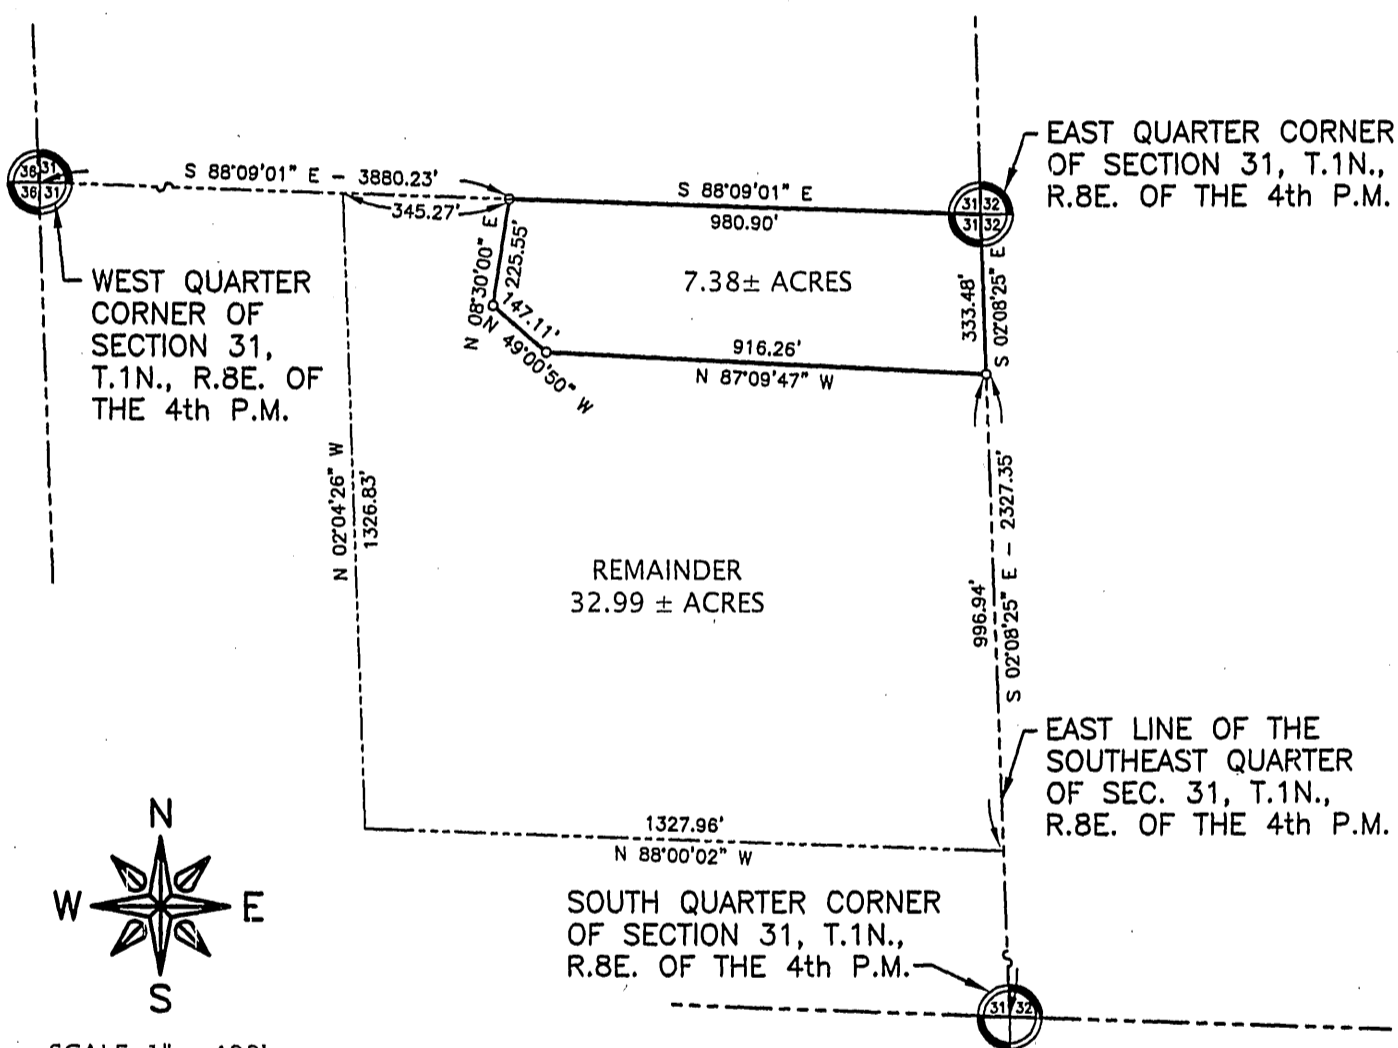 S 88°09'01" E - 3880.23'
345.27'
S 88°09'01" E
980.90'
36 31
36 31
31 32
31 32
EAST QUARTER CORNER
OF SECTION 31, T.1N.,
R.8E. OF THE 4th P.M.
WEST QUARTER
CORNER OF
SECTION 31,
T.1N., R.8E. OF
THE 4th P.M.
N 08°30'00" E
225.55'
147.11'
N 49°00'50" W
7.38± ACRES
333.48'
S 02°08'25" E
916.26'
N 87°09'47" W
N 02°04'26" W
1326.83'
REMAINDER
32.99 ± ACRES
996.94'
S 02°08'25" E - 2327.35'
EAST LINE OF THE
SOUTHEAST QUARTER
OF SEC. 31, T.1N.,
R.8E. OF THE 4th P.M.
1327.96'
N 88°00'02" W
N
W E
S
SOUTH QUARTER CORNER
OF SECTION 31, T.1N.,
R.8E. OF THE 4th P.M.
31 32